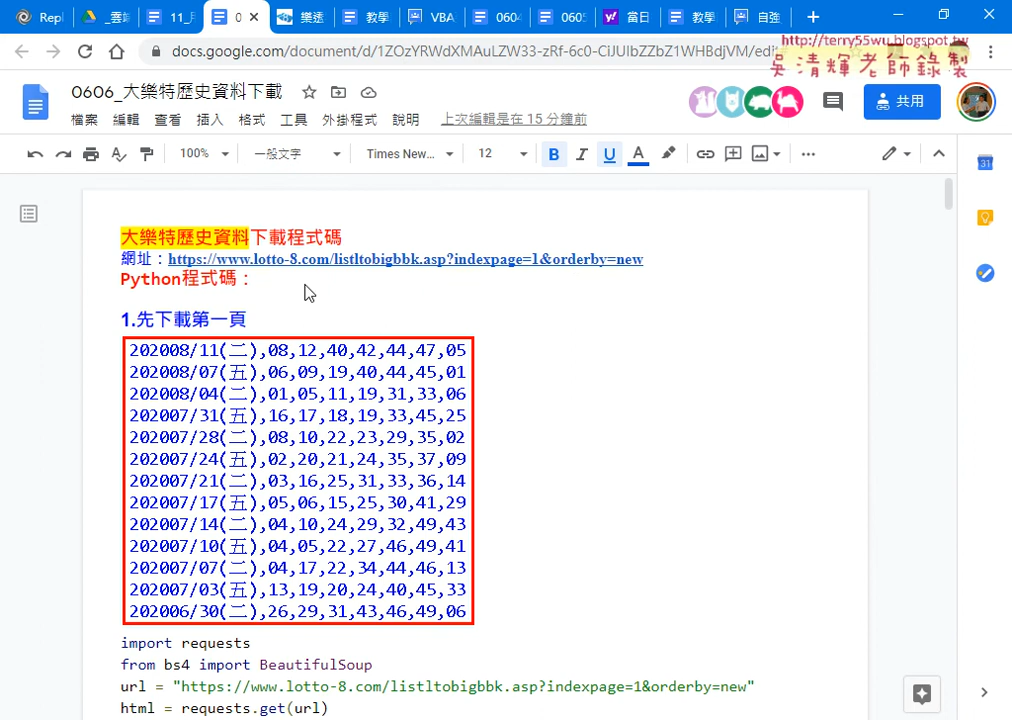 Repl
_雲端
11_
0
樂透
教學
VBA
0604
0605
當日
教學
自強
docs.google.com/document/d/1ZOzYRWdXMAuLZW33-zRf-6c0-CiJUIbZZbZ1WHBdjVM/edit
http://terry55wu.blogspot.tw
吳清輝老師錄製
0606_大樂特歷史資料下載
共用
檔案 編輯 查看 插入 格式 工具 外掛程式 說明 上次編輯是在 15 分鐘前
100% 一般文字 Times New... 12 B I U A
31
大樂特歷史資料下載程式碼
網址：https://www.lotto-8.com/listltobigbbk.asp?indexpage=1&orderby=new
Python程式碼：
1.先下載第一頁
202008/11(二),08,12,40,42,44,47,05
202008/07(五),06,09,19,40,44,45,01
202008/04(二),01,05,11,19,31,33,06
202007/31(五),16,17,18,19,33,45,25
202007/28(二),08,10,22,23,29,35,02
202007/24(五),02,20,21,24,35,37,09
202007/21(二),03,16,25,31,33,36,14
202007/17(五),05,06,15,25,30,41,29
202007/14(二),04,10,24,29,32,49,43
202007/10(五),04,05,22,27,46,49,41
202007/07(二),04,17,22,34,44,46,13
202007/03(五),13,19,20,24,40,45,33
202006/30(二),26,29,31,43,46,49,06
import requests
from bs4 import BeautifulSoup
url = "https://www.lotto-8.com/listltobigbbk.asp?indexpage=1&orderby=new"
html = requests.get(url)